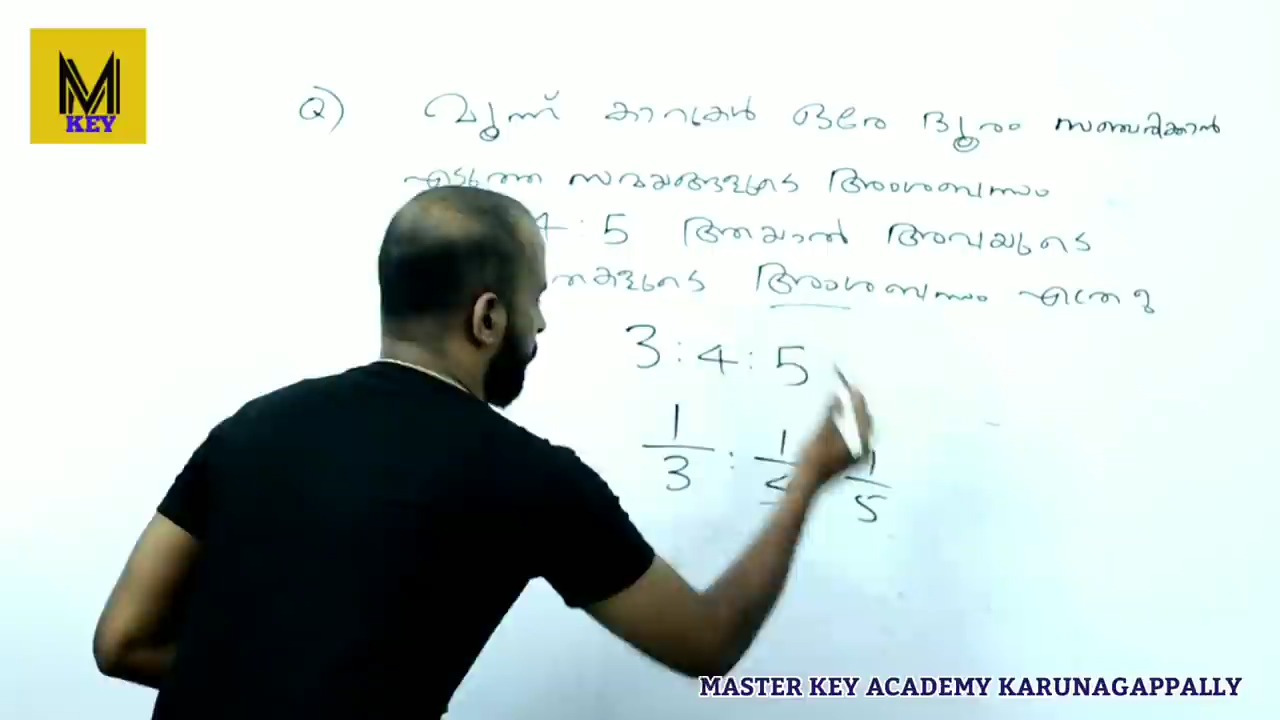 M
KEY
Q) മൂന്ന് കാറുകൾ ഒരേ ദൂരം സഞ്ചരിക്കാൻ
എടുത്ത സമയങ്ങളുടെ അംശബന്ധം
4 : 5 ആയാൽ അവയുടെ
തകളുടെ അംശബന്ധം എത്ര
3 : 4 : 5
1/3 : 1/4 1/5
MASTER KEY ACADEMY KARUNAGAPPALLY